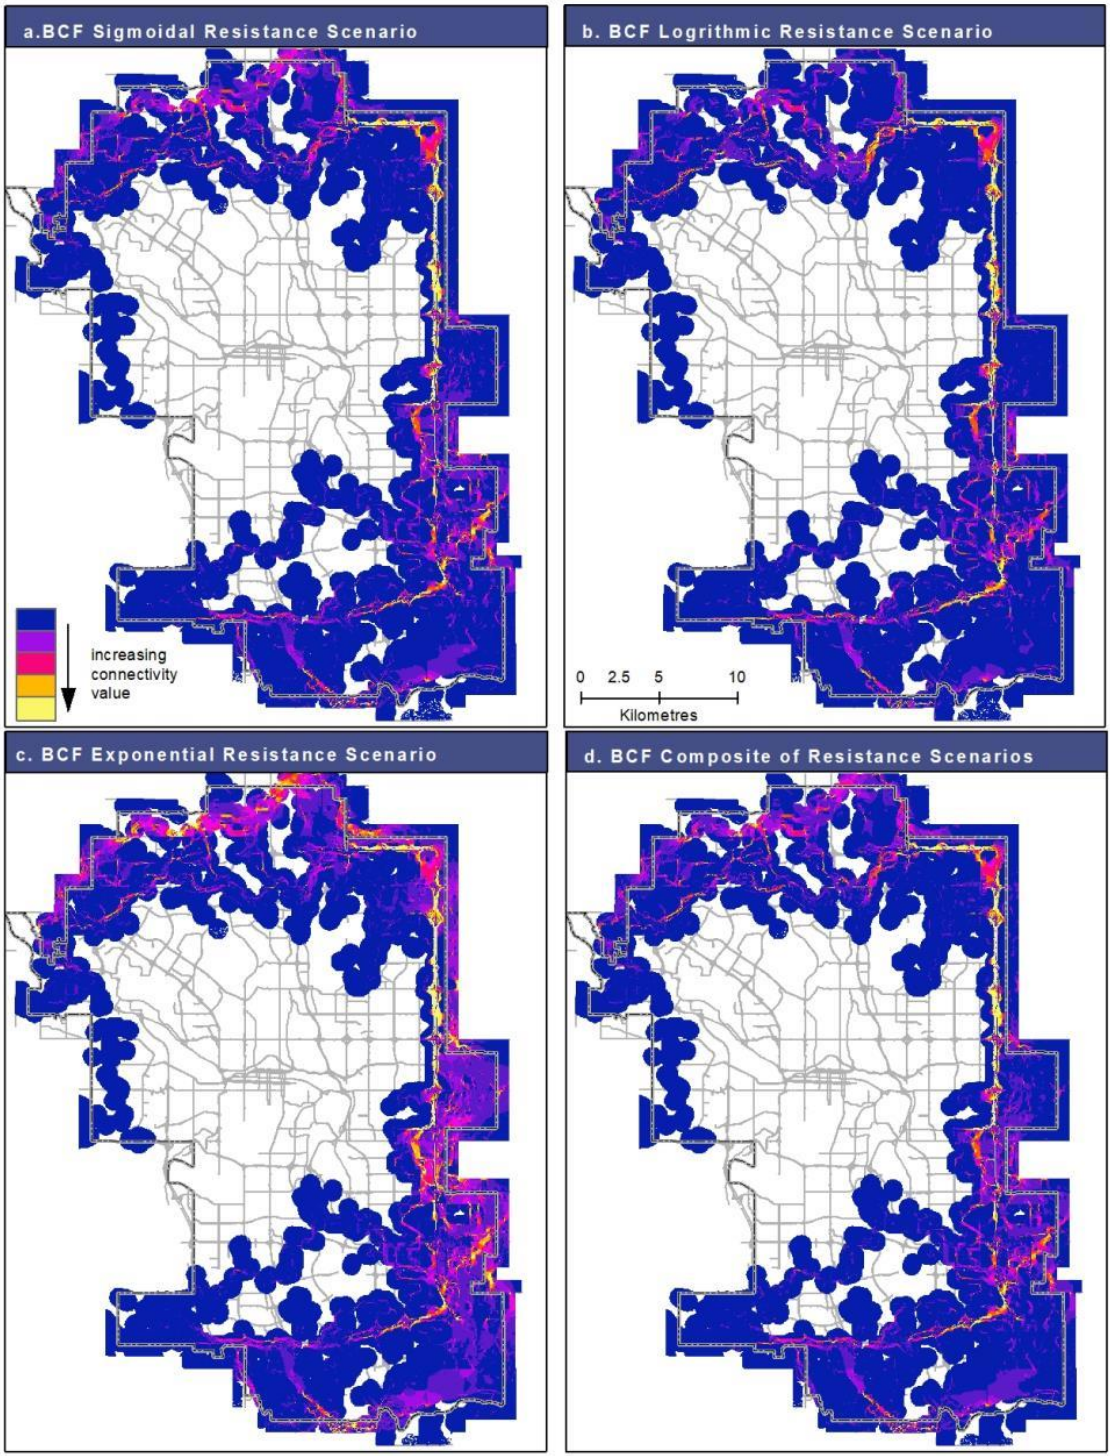 a.BCF Sigmoidal Resistance Scenario
b. BCF Logrithmic Resistance Scenario
increasing
connectivity
value
0 2.5 5 10
Kilometres
c. BCF Exponential Resistance Scenario
d. BCF Composite of Resistance Scenarios